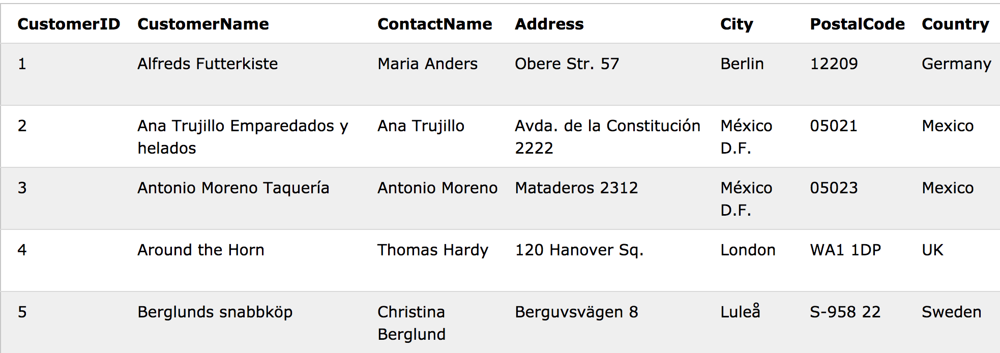 CustomerID CustomerName ContactName Address City PostalCode Country
1 Alfreds Futterkiste Maria Anders Obere Str. 57 Berlin 12209 Germany
2 Ana Trujillo Emparedados y Ana Trujillo Avda. de la Constitución México 05021 Mexico
helados 2222 D.F.
3 Antonio Moreno Taquería Antonio Moreno Mataderos 2312 México 05023 Mexico
D.F.
4 Around the Horn Thomas Hardy 120 Hanover Sq. London WA1 1DP UK
5 Berglunds snabbköp Christina Berguvsvägen 8 Luleå S-958 22 Sweden
Berglund